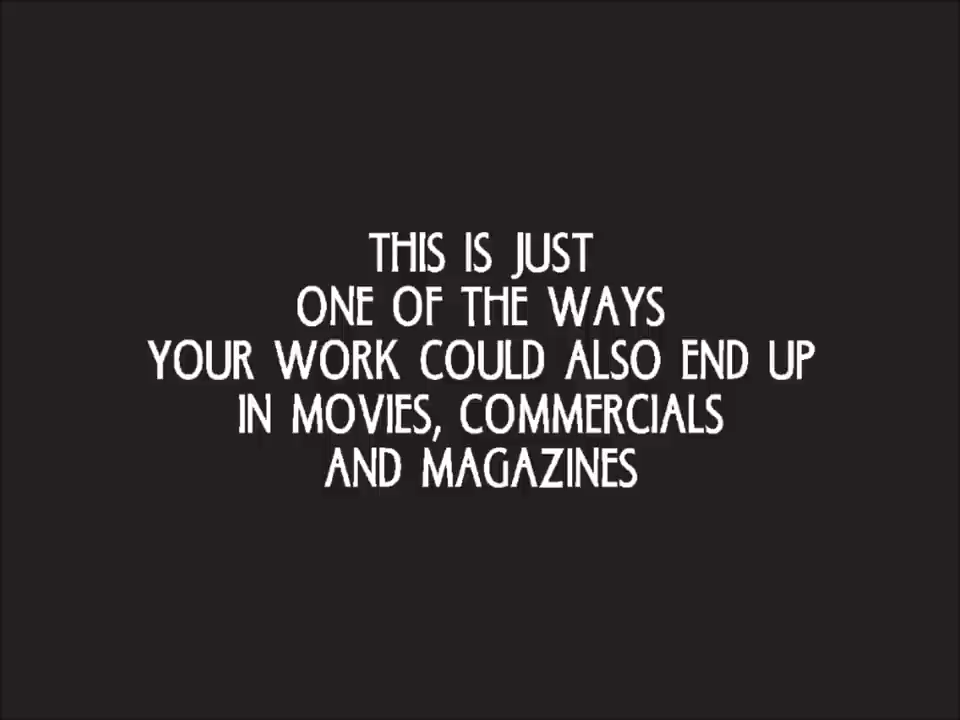 THIS IS JUST
ONE OF THE WAYS
YOUR WORK COULD ALSO END UP
IN MOVIES, COMMERCIALS
AND MAGAZINES